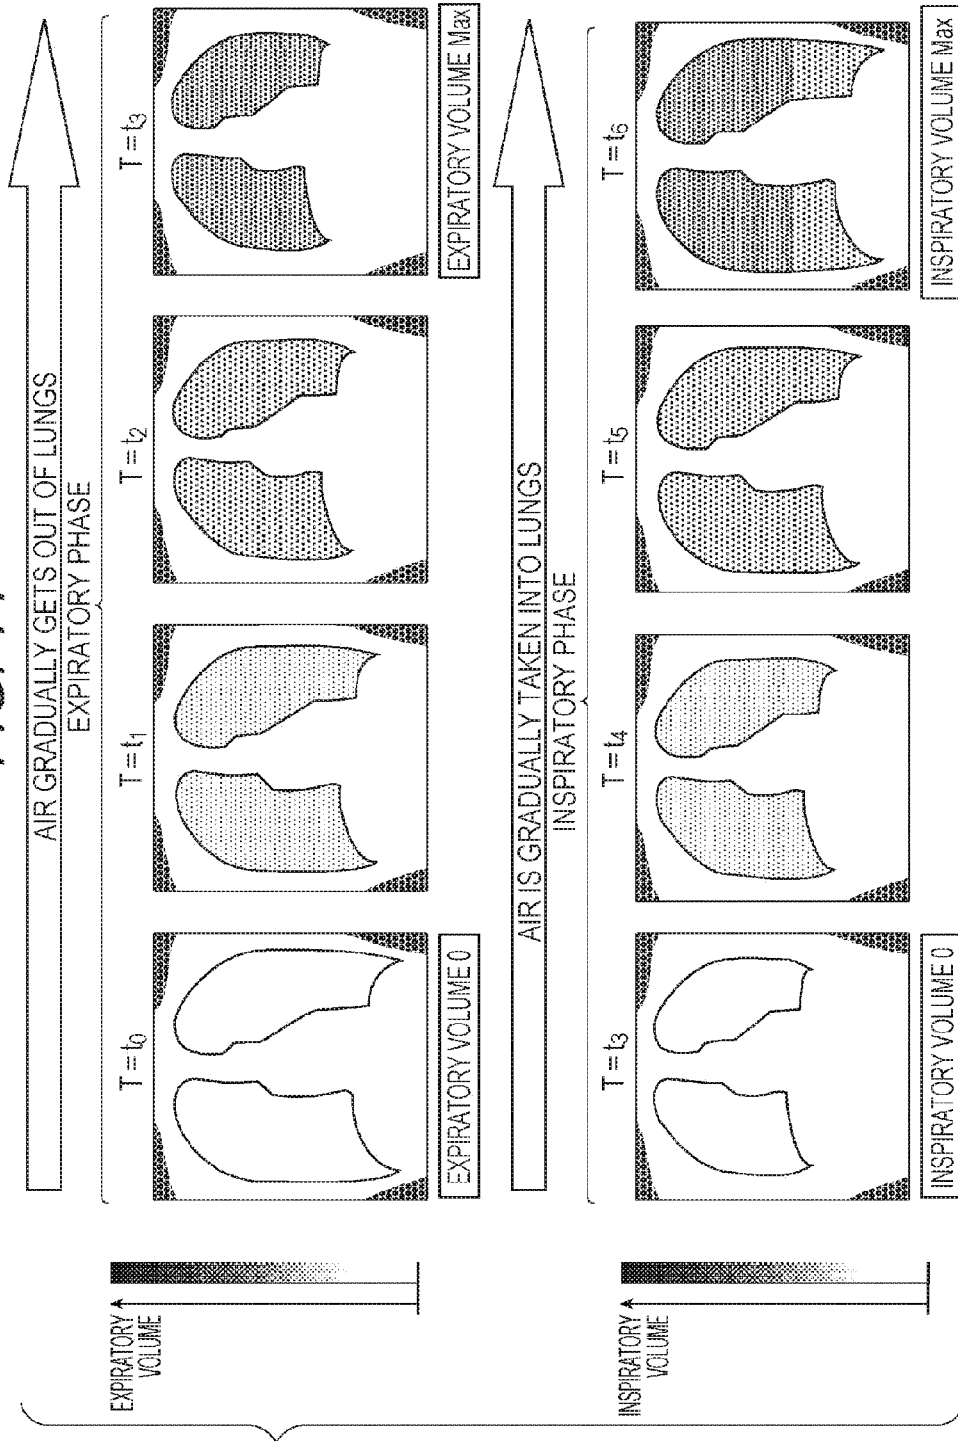 AIR GRADUALLY GETS OUT OF LUNGS
EXPIRATORY PHASE
EXPIRATORY
VOLUME
T=t0
T=t1
T=t2
T=t3
EXPIRATORY VOLUME 0
EXPIRATORY VOLUME Max
AIR IS GRADUALLY TAKEN INTO LUNGS
INSPIRATORY PHASE
INSPIRATORY
VOLUME
T=t3
T=t4
T=t5
T=t6
INSPIRATORY VOLUME 0
INSPIRATORY VOLUME Max